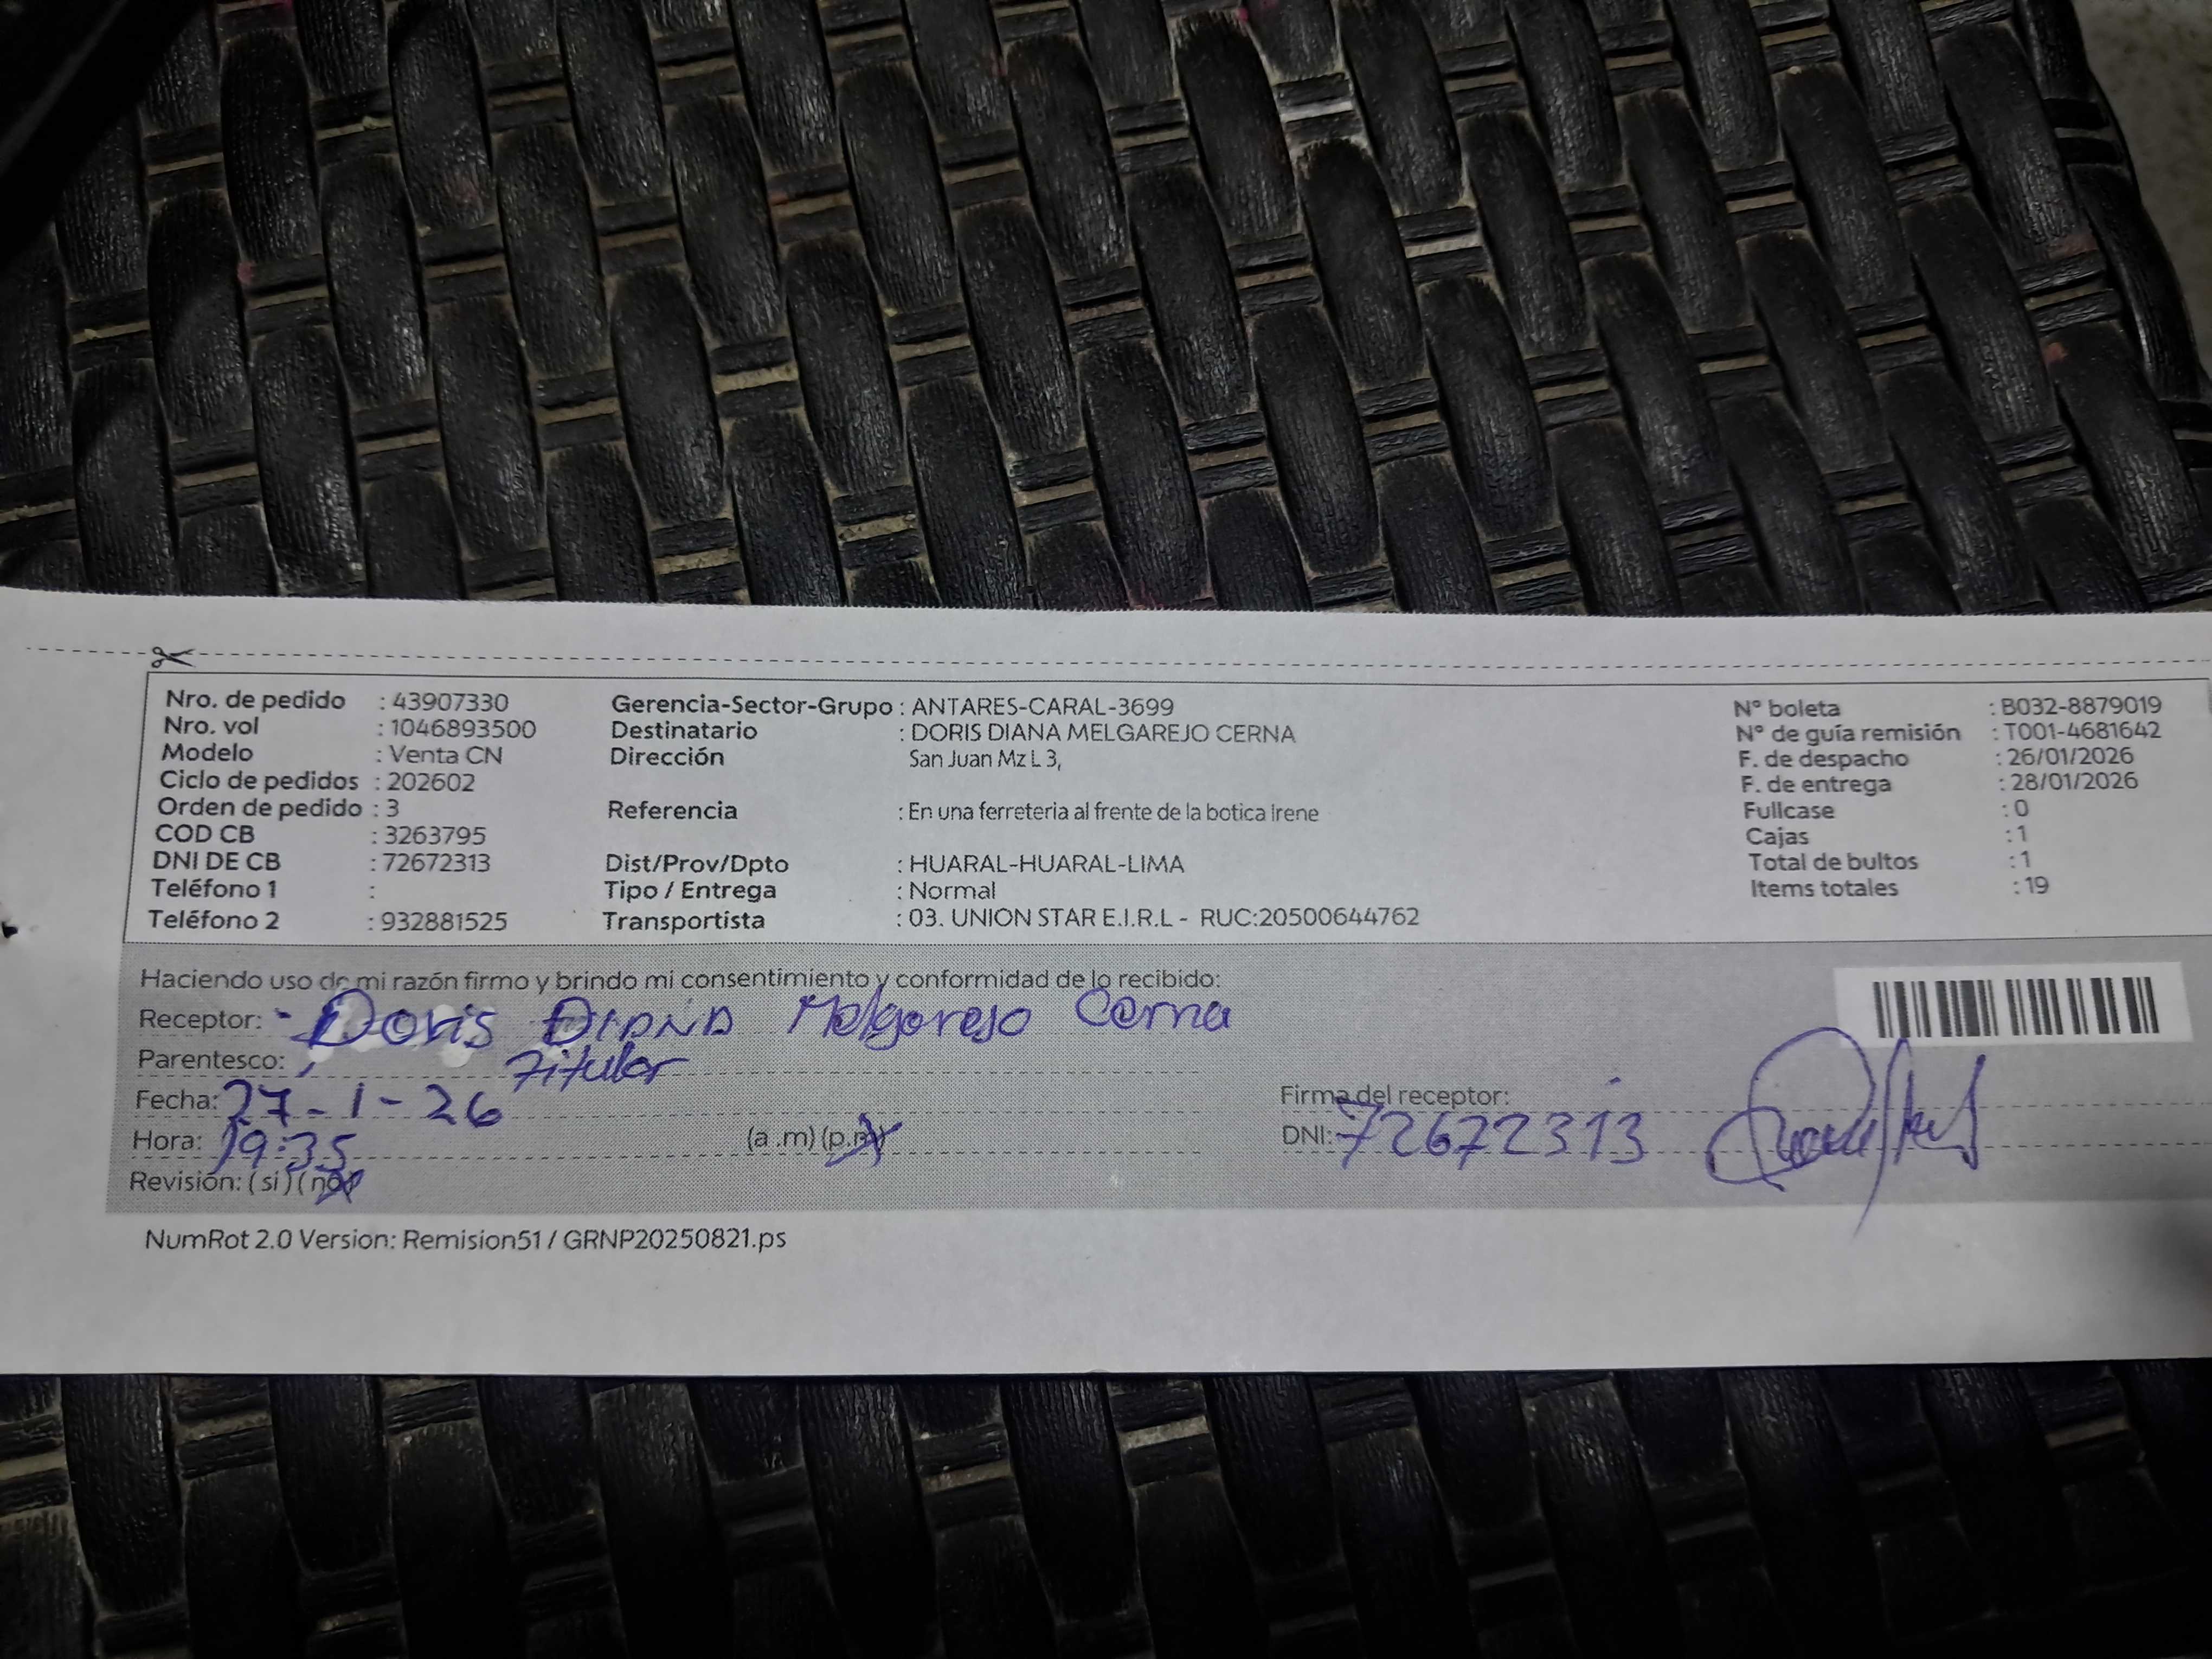 Nro. de pedido : 43907330
Nro. vol : 1046893500
Modelo : Venta CN
Ciclo de pedidos : 202602
Orden de pedido : 3
COD CB : 3263795
DNI DE CB : 72672313
Teléfono 1 :
Teléfono 2 : 932881525
Gerencia-Sector-Grupo : ANTARES-CARAL-3699
Destinatario : DORIS DIANA MELGAREJO CERNA
Dirección San Juan Mz L 3,
Referencia : En una ferreteria al frente de la botica Irene
Dist/Prov/Dpto : HUARAL-HUARAL-LIMA
Tipo / Entrega : Normal
Transportista : 03. UNION STAR E.I.R.L - RUC:20500644762
N° boleta : B032-8879019
N° de guía remisión : T001-4681642
F. de despacho : 26/01/2026
F. de entrega : 28/01/2026
Fullcase : 0
Cajas : 1
Total de bultos : 1
Items totales : 19
Haciendo uso de mi razón firmo y brindo mi consentimiento y conformidad de lo recibido:
Receptor: Doris DIANA Melgarejo Cerna
Parentesco: Titular
Fecha: 27-1-26
Hora: 19:35 (a .m) (p.m)
Revisión: ( si ) ( no )
Firma del receptor:
DNI: 72672313
NumRot 2.0 Version: Remision51 / GRNP20250821.ps